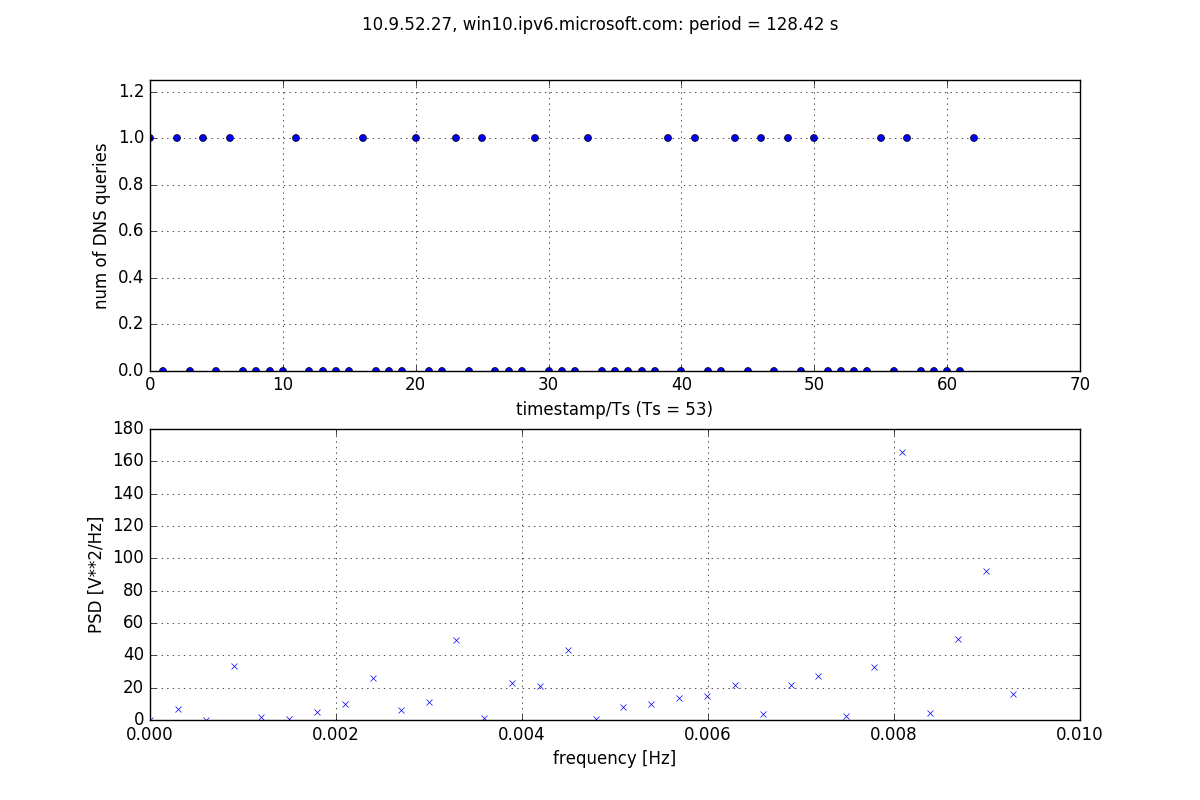 10.9.52.27, win10.ipv6.microsoft.com: period = 128.42 s
1.2
1.0
0.8
0.6
0.4
0.2
0.0
num of DNS queries
0 10 20 30 40 50 60 70
timestamp/Ts (Ts = 53)
180
160
140
120
100
80
60
40
20
0
PSD [V**2/Hz]
0.000 0.002 0.004 0.006 0.008 0.010
frequency [Hz]